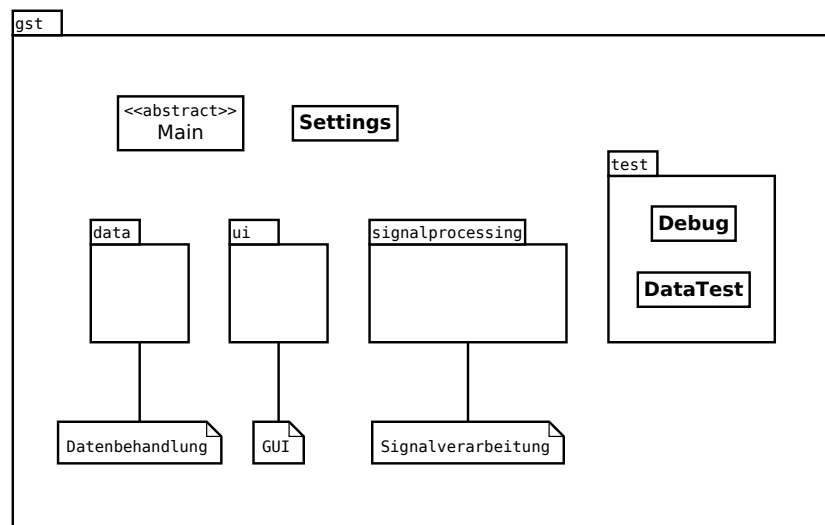 gst
<<abstract>>
Main
Settings
test
Debug
DataTest
data
ui
signalprocessing
Datenbehandlung
GUI
Signalverarbeitung